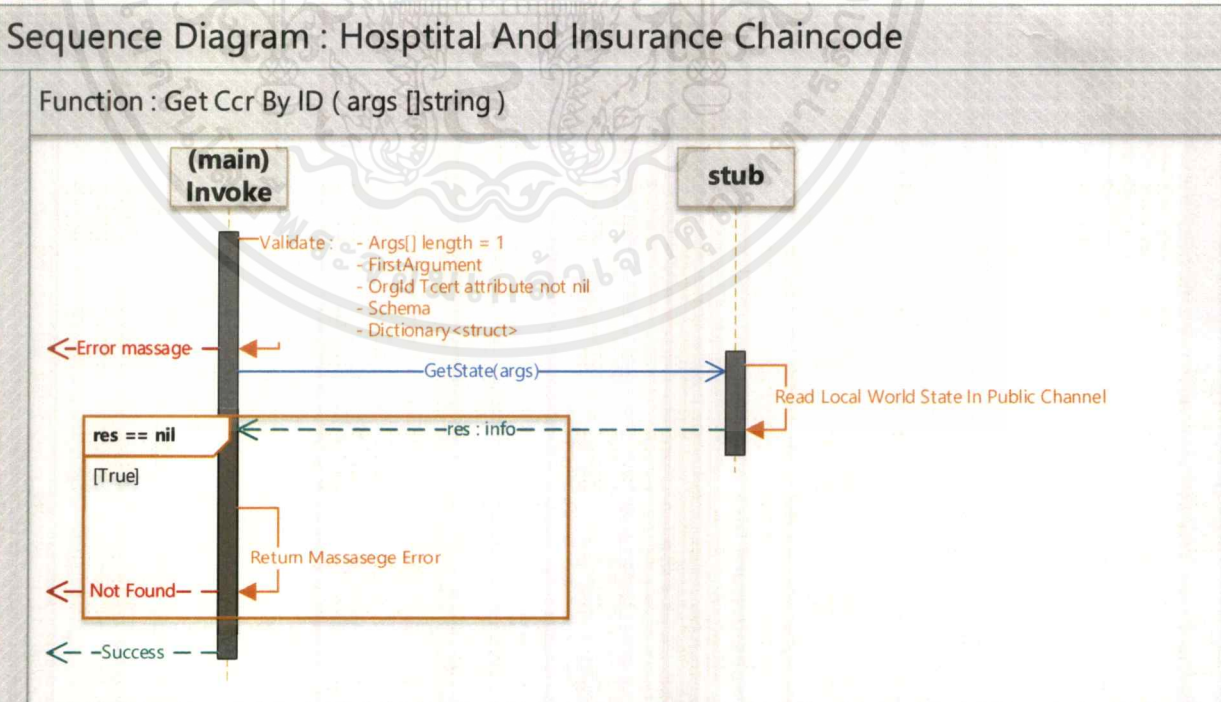 Sequence Diagram : Hosptital And Insurance Chaincode
Function : Get Ccr By ID ( args []string )
(main)
Invoke
stub
Validate : - Args[] length = 1
- FirstArgument
- OrgId Tcert attribute not nil
- Schema
- Dictionary<struct>
Error massage
GetState(args)
Read Local World State In Public Channel
res : info
res == nil
[True]
Return Massasege Error
Not Found
Success